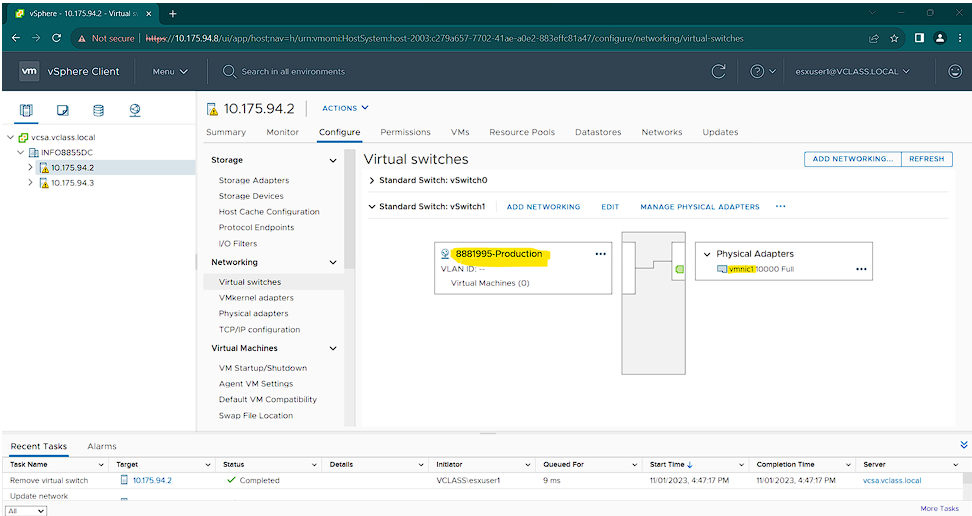 vSphere - 10.175.94.2 - Virtual s
Not secure | https://10.175.94.8/ui/app/host;nav=h/urn:vmomi:HostSystem:host-2003:c279a657-7702-41ae-a0e2-883effc81a47/configure/networking/virtual-switches
vm vSphere Client Menu Search in all environments esxuser1@VCLASS.LOCAL
10.175.94.2 ACTIONS
Summary Monitor Configure Permissions VMs Resource Pools Datastores Networks Updates
vcsa.vclass.local
INFO8855DC
10.175.94.2
10.175.94.3
Storage
Storage Adapters
Storage Devices
Host Cache Configuration
Protocol Endpoints
I/O Filters
Networking
Virtual switches
VMkernel adapters
Physical adapters
TCP/IP configuration
Virtual Machines
VM Startup/Shutdown
Agent VM Settings
Default VM Compatibility
Swap File Location
Virtual switches ADD NETWORKING... REFRESH
Standard Switch: vSwitch0
Standard Switch: vSwitch1 ADD NETWORKING EDIT MANAGE PHYSICAL ADAPTERS ...
8881995-Production ...
VLAN ID: --
Virtual Machines (0)
Physical Adapters
vmnic1 10000 Full ...
Recent Tasks Alarms
Task Name Target Status Details Initiator Queued For Start Time Completion Time Server
Remove virtual switch 10.175.94.2 Completed VCLASS\esxuser1 9 ms 11/01/2023, 4:47:17 PM 11/01/2023, 4:47:17 PM vcsa.vclass.local
Update network
All More Tasks